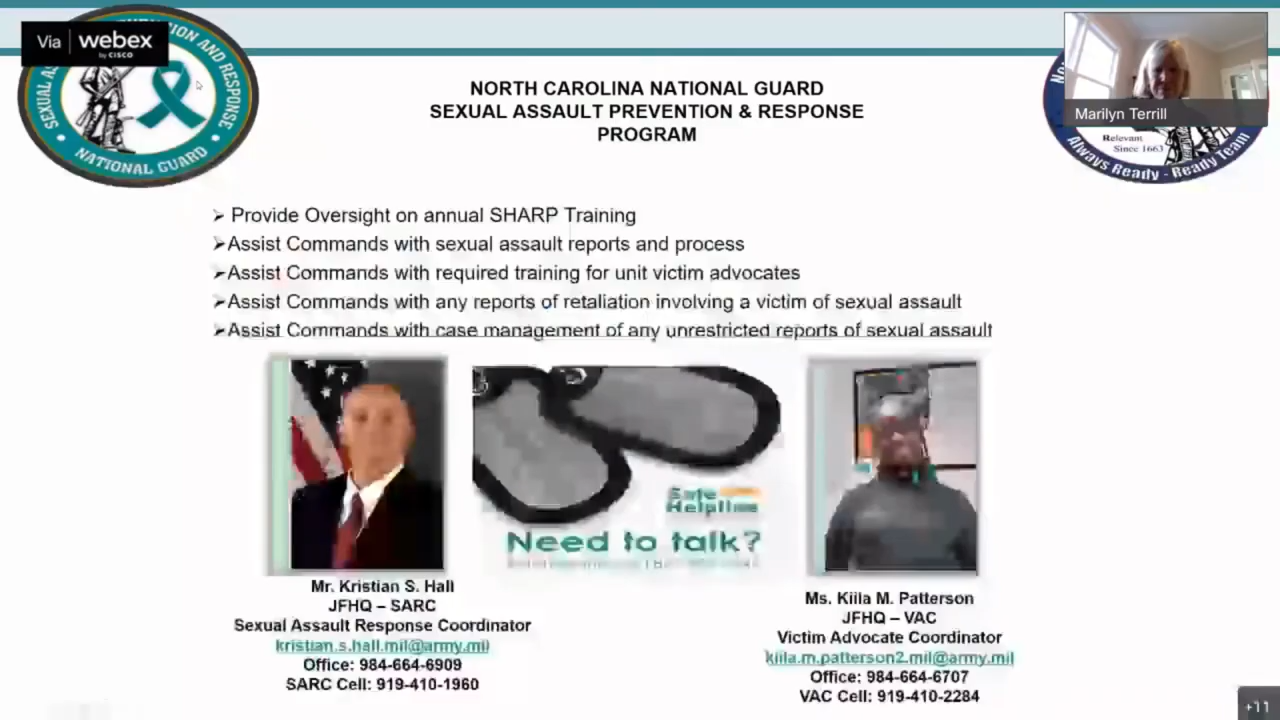 Via webex
by CISCO
SEXUAL AS
ION AND RESPONSE
NATIONAL GUARD
NORTH CAROLINA NATIONAL GUARD
SEXUAL ASSAULT PREVENTION & RESPONSE
PROGRAM
Marilyn Terrill
Relevant
Since 1663
Always Ready - Ready Team
➢ Provide Oversight on annual SHARP Training
➢Assist Commands with sexual assault reports and process
➢Assist Commands with required training for unit victim advocates
➢Assist Commands with any reports of retaliation involving a victim of sexual assault
➢Assist Commands with case management of any unrestricted reports of sexual assault
Safe
Helpline
Need to talk?
Mr. Kristian S. Hall
JFHQ – SARC
Sexual Assault Response Coordinator
kristian.s.hall.mil@army.mil
Office: 984-664-6909
SARC Cell: 919-410-1960
Ms. Kiila M. Patterson
JFHQ – VAC
Victim Advocate Coordinator
kiila.m.patterson2.mil@army.mil
Office: 984-664-6707
VAC Cell: 919-410-2284
+11